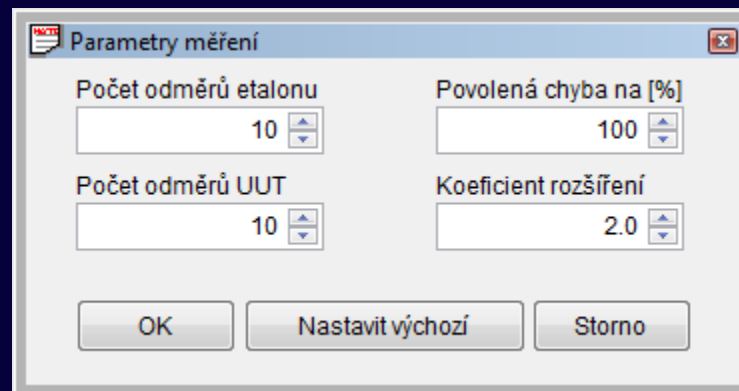 Parametry měření
Počet odměrů etalonu Povolená chyba na [%]
10 100
Počet odměrů UUT Koeficient rozšíření
10 2.0
OK Nastavit výchozí Storno